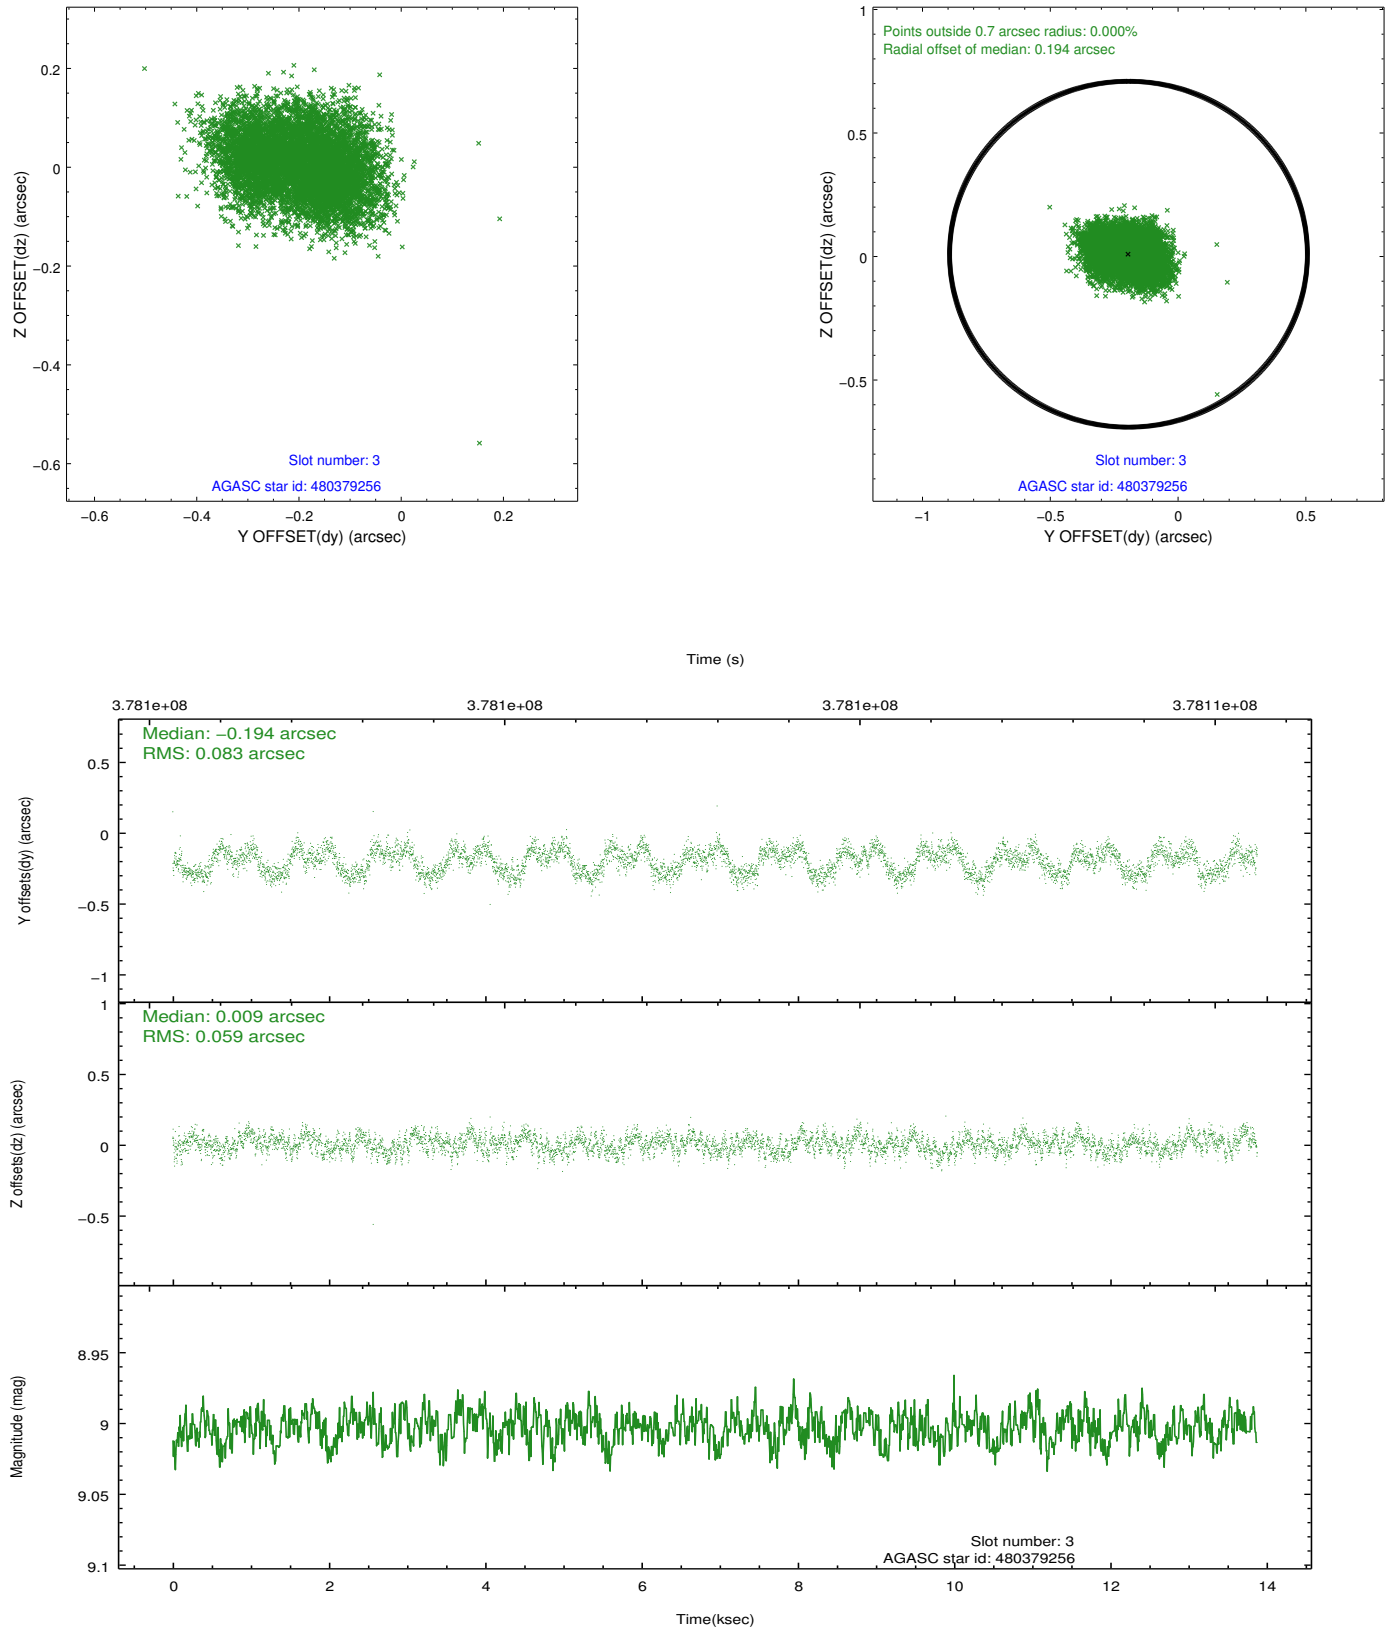 0.2
0
−0.2
−0.4
−0.6
Z OFFSET(dz) (arcsec)
Slot number: 3
AGASC star id: 480379256
−0.6
−0.4
−0.2
0
0.2
Y OFFSET(dy) (arcsec)
Points outside 0.7 arcsec radius: 0.000%
Radial offset of median: 0.194 arcsec
1
0.5
0
−0.5
Z OFFSET(dz) (arcsec)
Slot number: 3
AGASC star id: 480379256
−1
−0.5
0
0.5
Y OFFSET(dy) (arcsec)
Time (s)
3.781e+08
3.781e+08
3.781e+08
3.7811e+08
Median: −0.194 arcsec
RMS: 0.083 arcsec
0.5
0
−0.5
−1
Y offsets(dy) (arcsec)
Median: 0.009 arcsec
RMS: 0.059 arcsec
1
0.5
0
−0.5
Z offsets(dz) (arcsec)
8.95
9
9.05
9.1
Magnitude (mag)
Slot number: 3
AGASC star id: 480379256
0
2
4
6
8
10
12
14
Time(ksec)